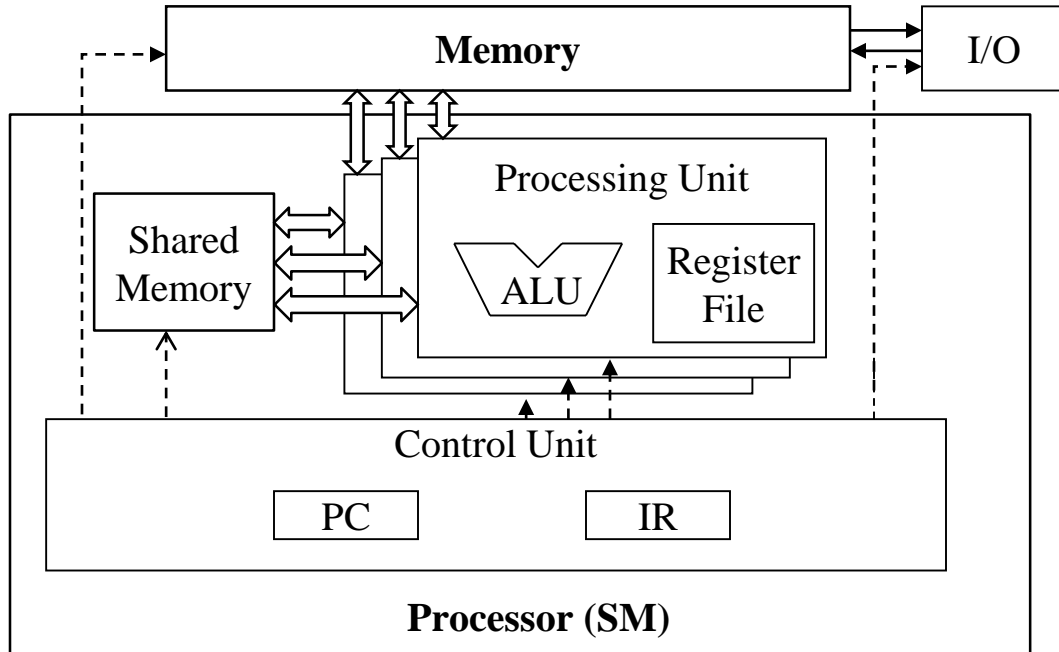 Memory
I/O
Processing Unit
Shared
Memory
ALU
Register
File
Control Unit
PC
IR
Processor (SM)